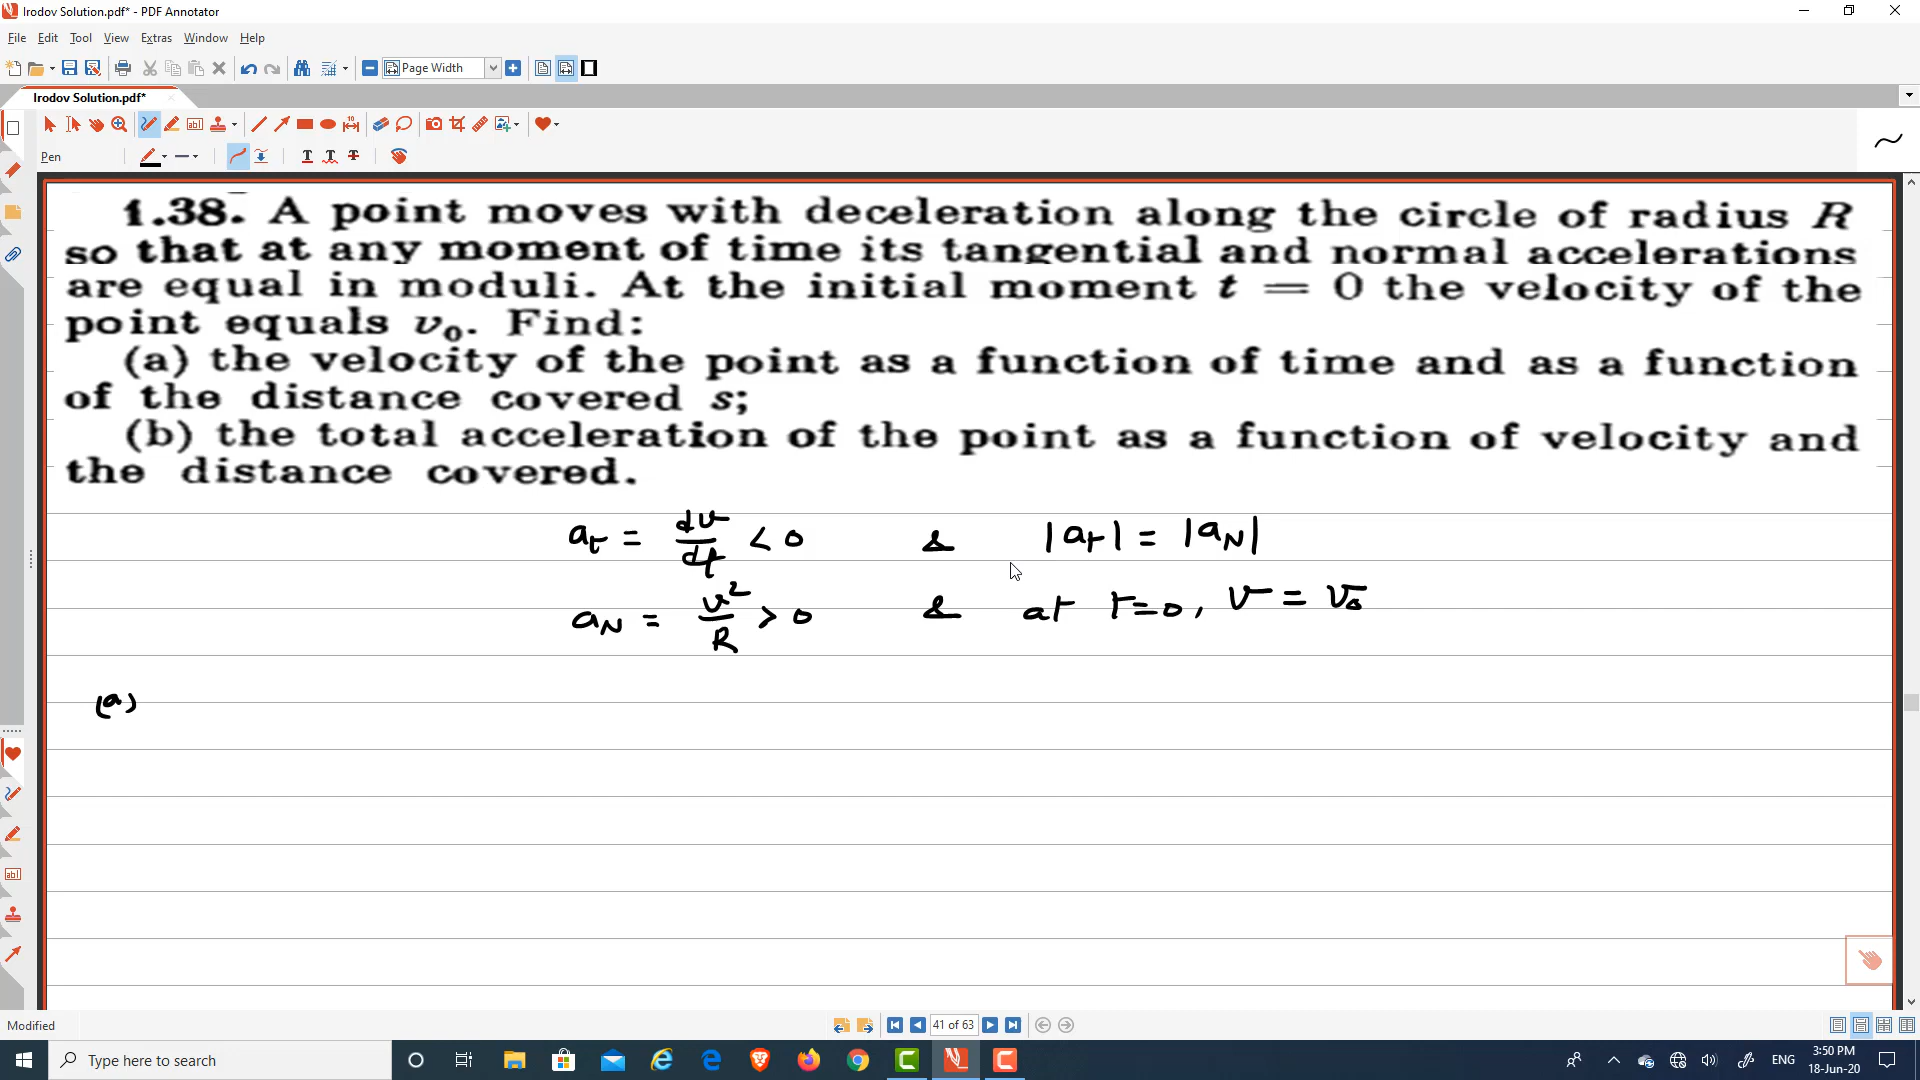 Irodov Solution.pdf* - PDF Annotator
File Edit Tool View Extras Window Help
Page Width
Irodov Solution.pdf*
Pen
1.38. A point moves with deceleration along the circle of radius R
so that at any moment of time its tangential and normal accelerations
are equal in moduli. At the initial moment t = 0 the velocity of the
point equals v₀. Find:
(a) the velocity of the point as a function of time and as a function
of the distance covered s;
(b) the total acceleration of the point as a function of velocity and
the distance covered.
a_t = dv/dt < 0 & |a_t| = |a_N|
a_N = v²/R > 0 & at t=0, v = v₀
(a)
Modified
41 of 63
Type here to search
ENG
3:50 PM
18-Jun-20